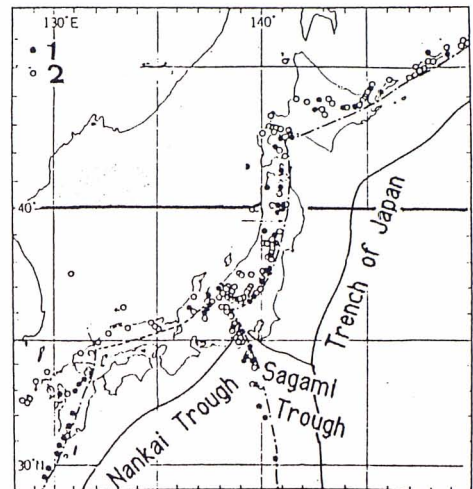 130°E
140°
1
2
40°
Trench of Japan
Sagami
Trough
Nankai Trough
30°N